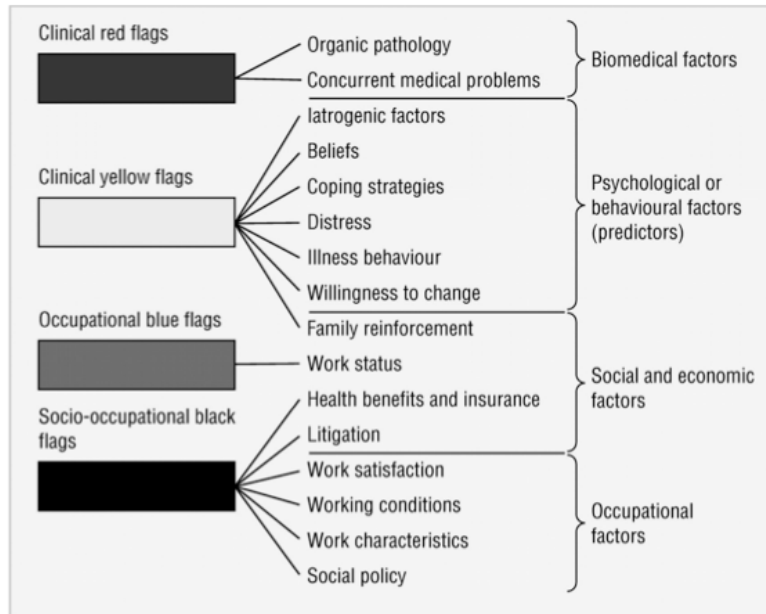 Clinical red flags
Organic pathology
Concurrent medical problems
Biomedical factors
Clinical yellow flags
Iatrogenic factors
Beliefs
Coping strategies
Distress
Illness behaviour
Willingness to change
Psychological or
behavioural factors
(predictors)
Occupational blue flags
Family reinforcement
Work status
Socio-occupational black
flags
Health benefits and insurance
Litigation
Social and economic
factors
Work satisfaction
Working conditions
Work characteristics
Social policy
Occupational
factors